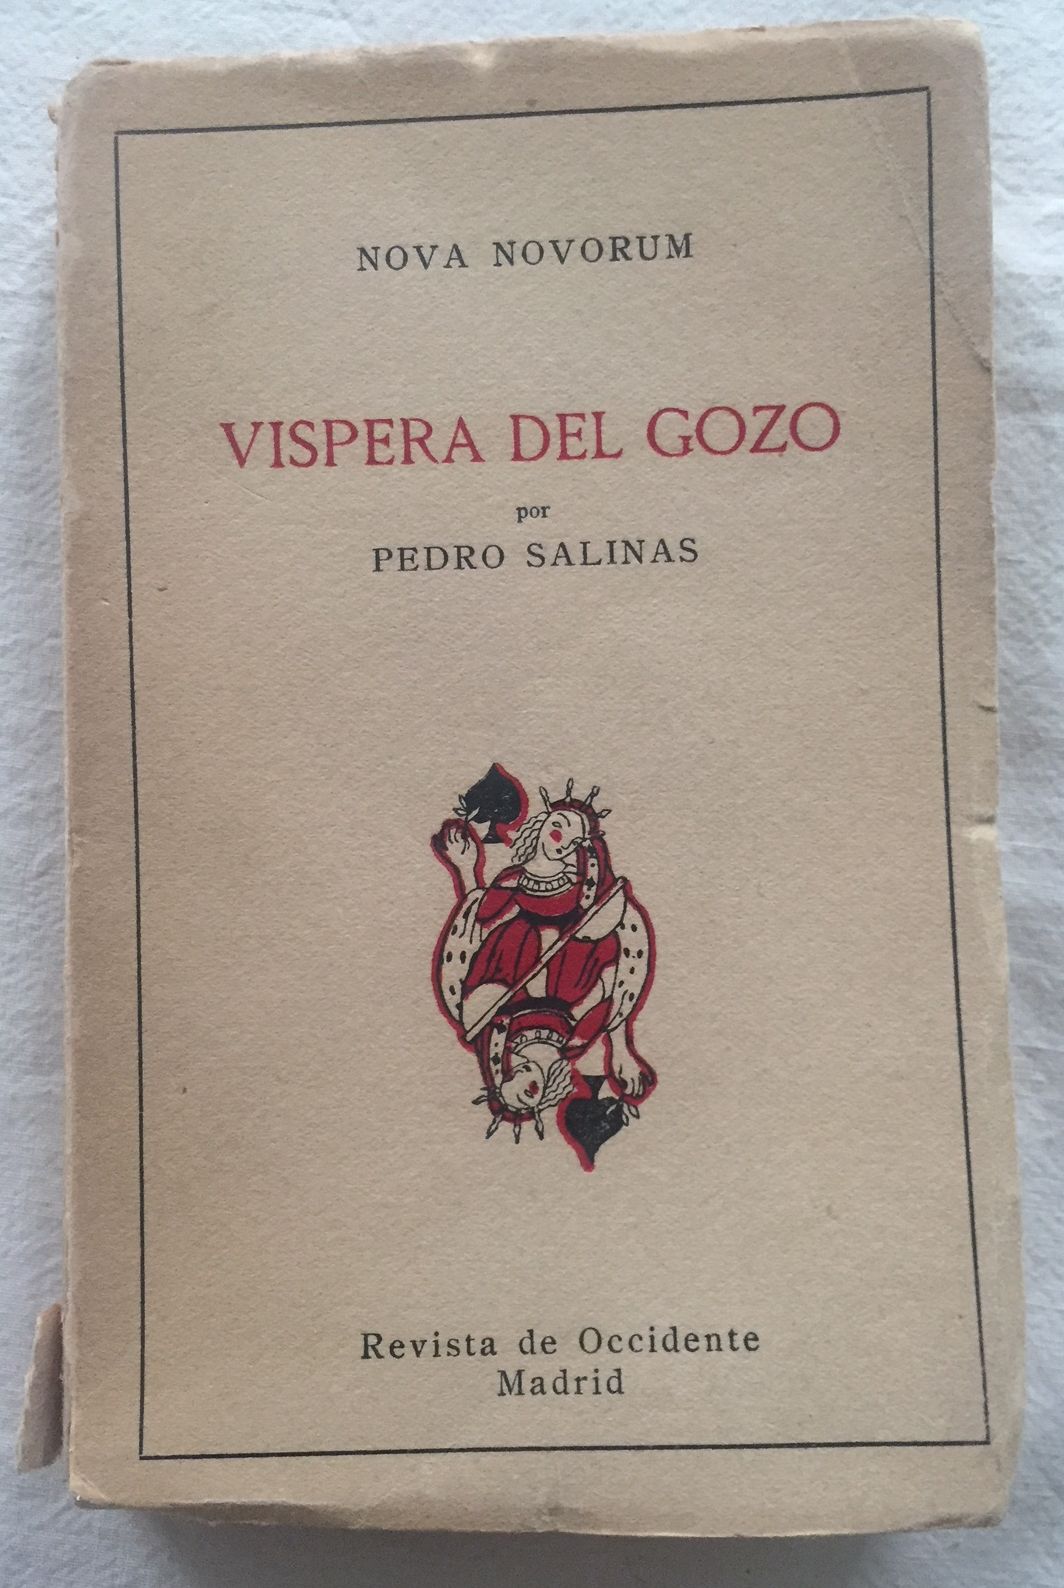 NOVA NOVORUM
VISPERA DEL GOZO
por
PEDRO SALINAS
Revista de Occidente
Madrid